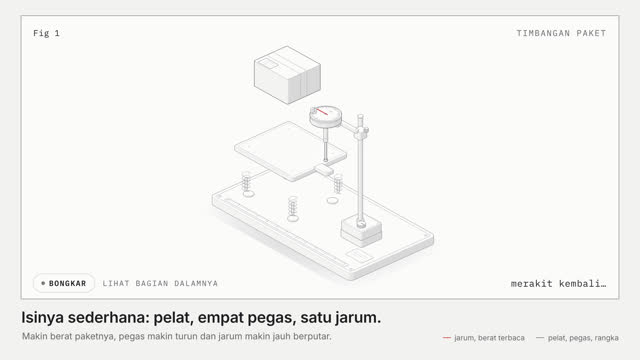 Fig 1
TIMBANGAN PAKET
BONGKAR
LIHAT BAGIAN DALAMNYA
merakit kembali…
Isinya sederhana: pelat, empat pegas, satu jarum.
Makin berat paketnya, pegas makin turun dan jarum makin jauh berputar.
jarum, berat terbaca
pelat, pegas, rangka